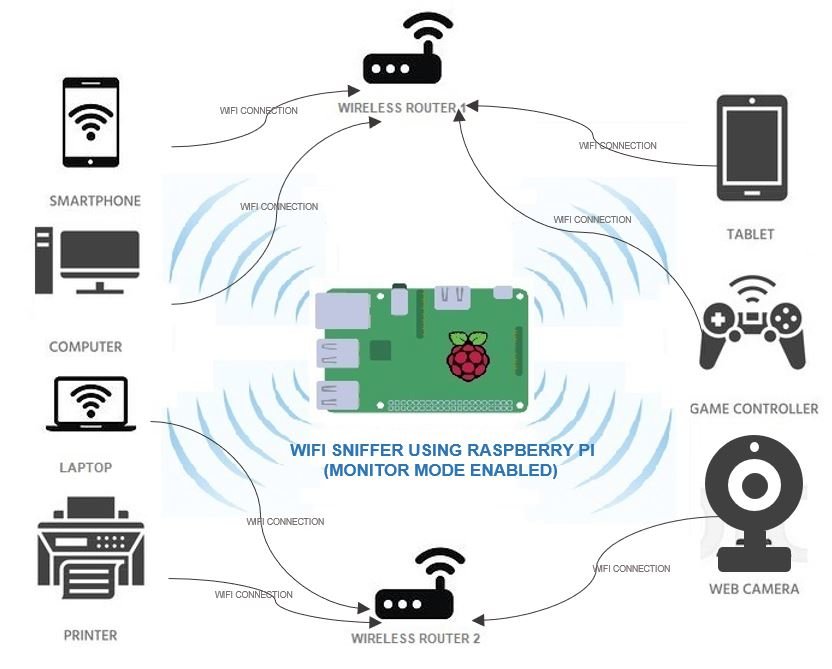 WIRELESS ROUTER 1
WIFI CONNECTION
WIFI CONNECTION
SMARTPHONE
WIFI CONNECTION
WIFI CONNECTION
TABLET
COMPUTER
GAME CONTROLLER
WIFI SNIFFER USING RASPBERRY PI
(MONITOR MODE ENABLED)
LAPTOP
WIFI CONNECTION
WIFI CONNECTION
WEB CAMERA
WIFI CONNECTION
PRINTER
WIRELESS ROUTER 2